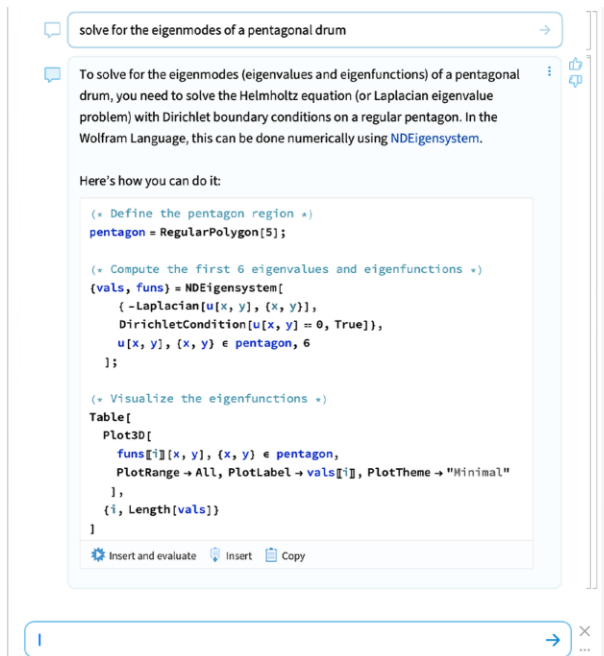 solve for the eigenmodes of a pentagonal drum
To solve for the eigenmodes (eigenvalues and eigenfunctions) of a pentagonal
drum, you need to solve the Helmholtz equation (or Laplacian eigenvalue
problem) with Dirichlet boundary conditions on a regular pentagon. In the
Wolfram Language, this can be done numerically using NDEigensystem.
Here's how you can do it:
(* Define the pentagon region *)
pentagon = RegularPolygon[5];
(* Compute the first 6 eigenvalues and eigenfunctions *)
{vals, funs} = NDEigensystem[
{ -Laplacian[u[x, y], {x, y}],
DirichletCondition[u[x, y] == 0, True]},
u[x, y], {x, y} ∈ pentagon, 6
];
(* Visualize the eigenfunctions *)
Table[
Plot3D[
funs〚i〛[x, y], {x, y} ∈ pentagon,
PlotRange → All, PlotLabel → vals〚i〛, PlotTheme → "Minimal"
],
{i, Length[vals]}
]
Insert and evaluate Insert Copy